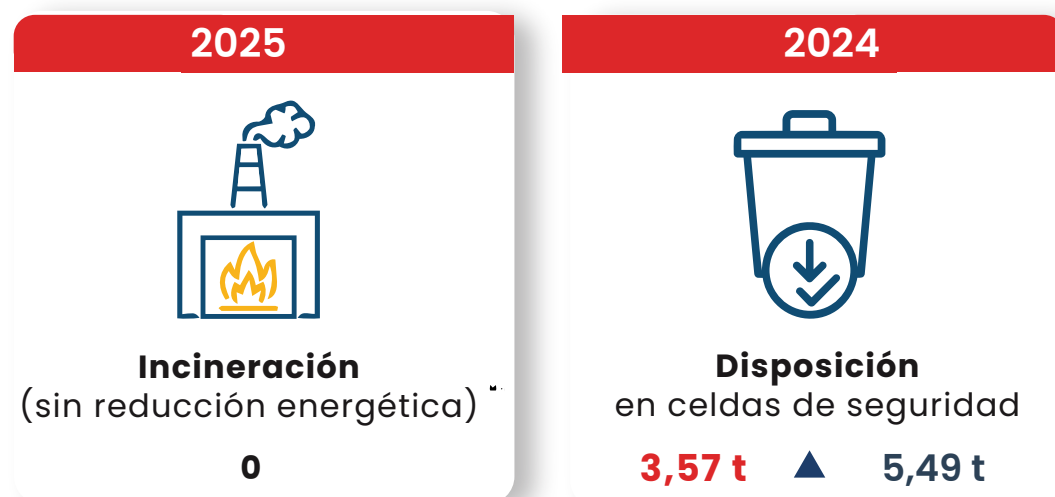 2025
Incineración
(sin reducción energética)
0
2024
Disposición
en celdas de seguridad
3,57 t ▲ 5,49 t